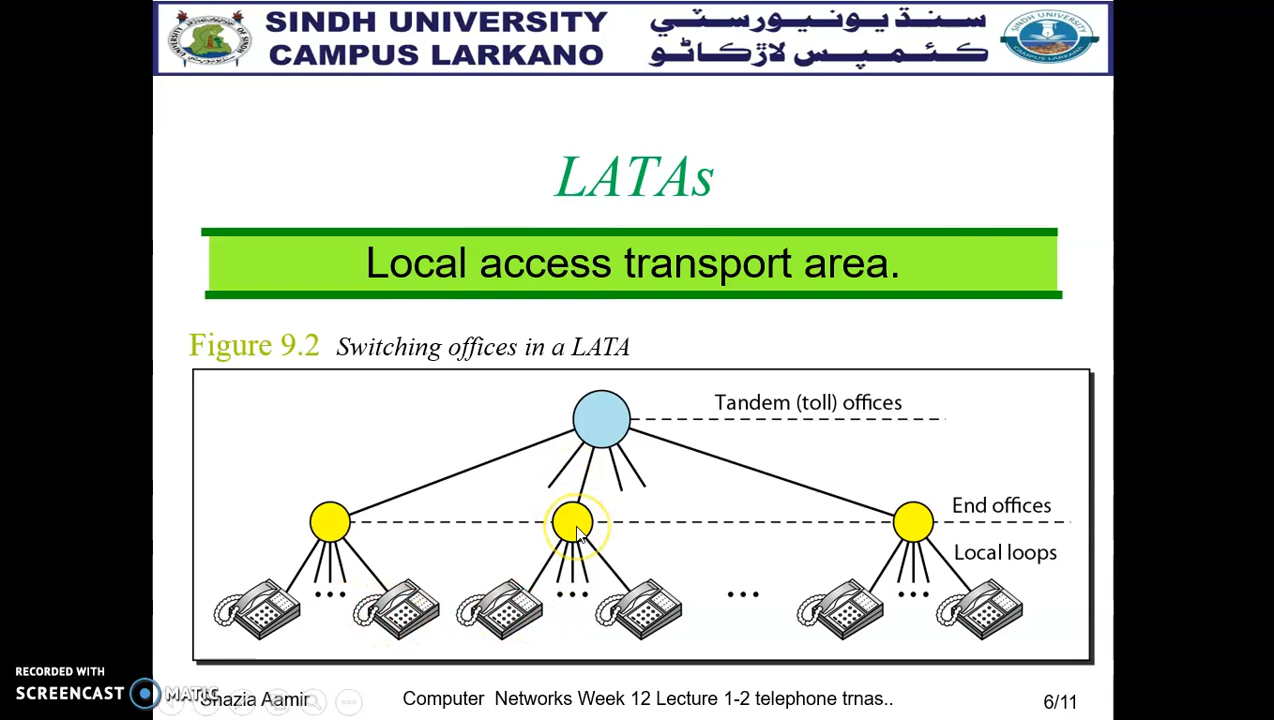 SINDH UNIVERSITY
CAMPUS LARKANO
سنڌ يونيورسٽي
ڪئمپس لاڙڪاڻو
LATAs
Local access transport area.
Figure 9.2 Switching offices in a LATA
Tandem (toll) offices
End offices
Local loops
RECORDED WITH
SCREENCAST MATIC
Shazia Aamir
Computer Networks Week 12 Lecture 1-2 telephone trnas..
6/11